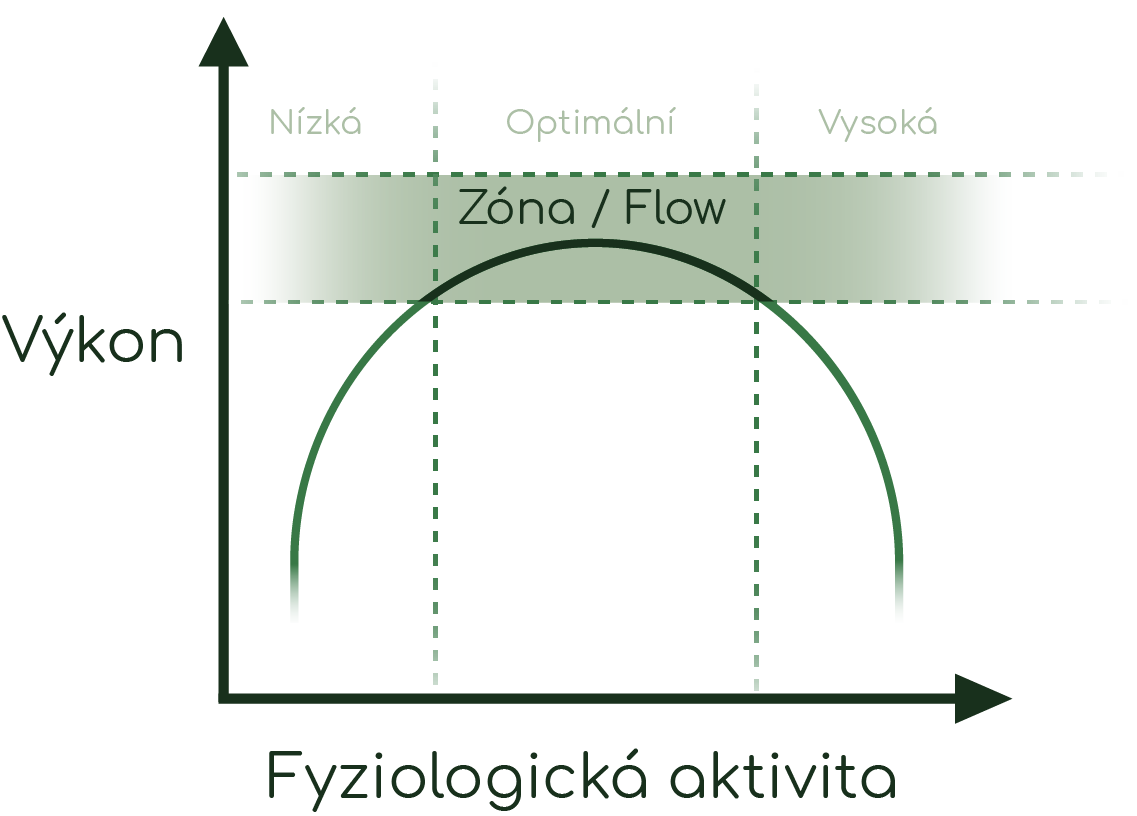 Nízká
Optimální
Vysoká
Zóna / Flow
Výkon
Fyziologická aktivita